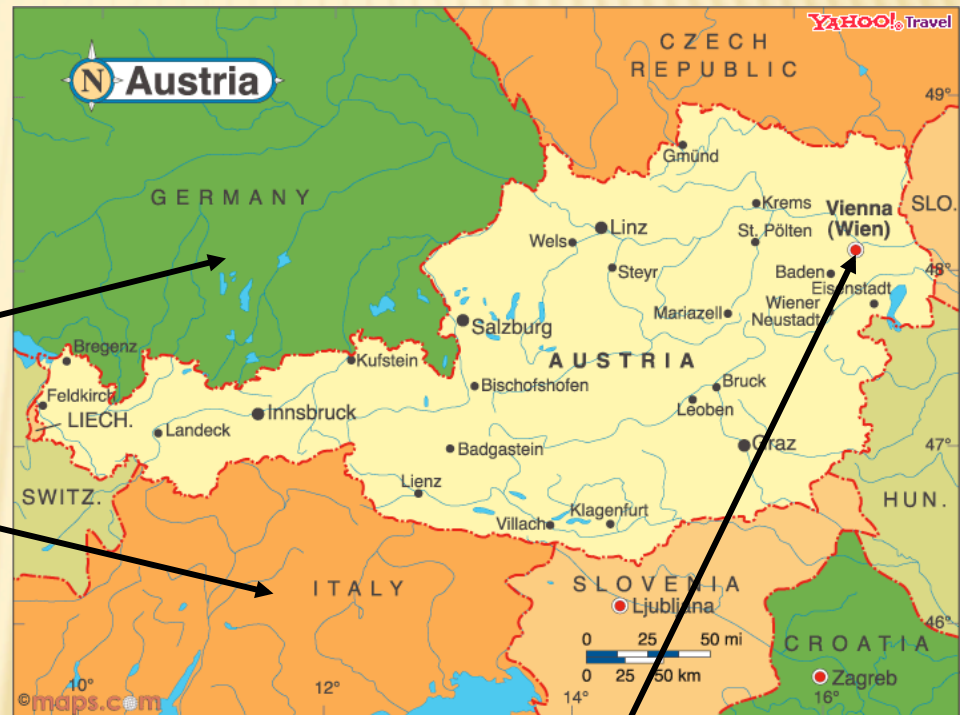 YAHOO! Travel
N Austria
CZECH
REPUBLIC
49°
Gmünd
GERMANY
Krems
Vienna
(Wien)
SLO.
Linz
St. Pölten
Wels
Steyr
Baden
48°
Eisenstadt
Mariazell
Wiener
Neustadt
Salzburg
Bregenz
Kufstein
AUSTRIA
Bischofshofen
Bruck
Feldkirch
Leoben
LIECH.
Innsbruck
Landeck
Graz
47°
Badgastein
Lienz
SWITZ.
HUN.
Klagenfurt
Villach
ITALY
SLOVENIA
Ljubljana
46°
0 25 50 mi
CROATIA
0 25 50 km
Zagreb
10°
12°
14°
16°
©maps.com